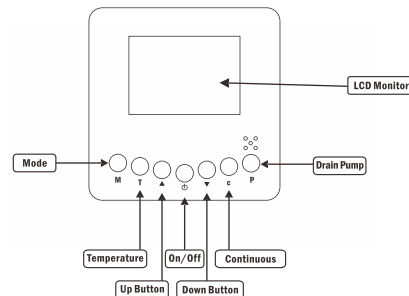 LCD Monitor
Mode
Drain Pump
M T ▲ ⏻ ▼ c P
Temperature
On/Off
Continuous
Up Button
Down Button